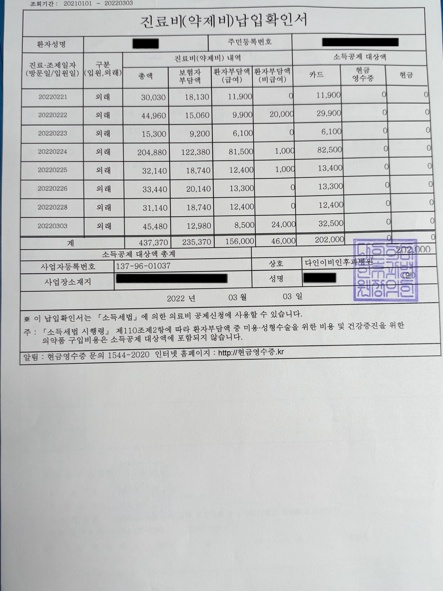 조회기간 : 20210101 - 20220303
진료비(약제비)납입확인서
환자성명 주민등록번호
진료·조제일자 (방문일/입원일) 구분 (입원,외래) 진료비(약제비) 내역 소득공제 대상액
총액 보험자 부담액 환자부담액 (급여) 환자부담액 (비급여) 카드 현금 영수증 현금
20220221 외래 30,030 18,130 11,900 0 11,900 0 0
20220222 외래 44,960 15,060 9,900 20,000 29,900 0 0
20220223 외래 15,300 9,200 6,100 0 6,100 0 0
20220224 외래 204,880 122,380 81,500 1,000 82,500 0 0
20220225 외래 32,140 18,740 12,400 1,000 13,400 0 0
20220226 외래 33,440 20,140 13,300 0 13,300 0 0
20220228 외래 31,140 18,740 12,400 0 12,400 0 0
20220303 외래 45,480 12,980 8,500 24,000 32,500 0 0
계 437,370 235,370 156,000 46,000 202,000 0 0
소득공제 대상액 총계 202,000
사업자등록번호 137-96-01037 상호 다인이비인후과병원
사업장소재지 성명 (인)
2022 년 03 월 03 일
※ 이 납입확인서는 「소득세법」에 의한 의료비 공제신청에 사용할 수 있습니다.
주 : 「소득세법 시행령」 제110조제2항에 따라 환자부담액 중 미용·성형수술을 위한 비용 및 건강증진을 위한
의약품 구입비용은 소득공제 대상액에 포함되지 않습니다.
알림 : 현금영수증 문의 1544-2020 인터넷 홈페이지 : http://현금영수증.kr